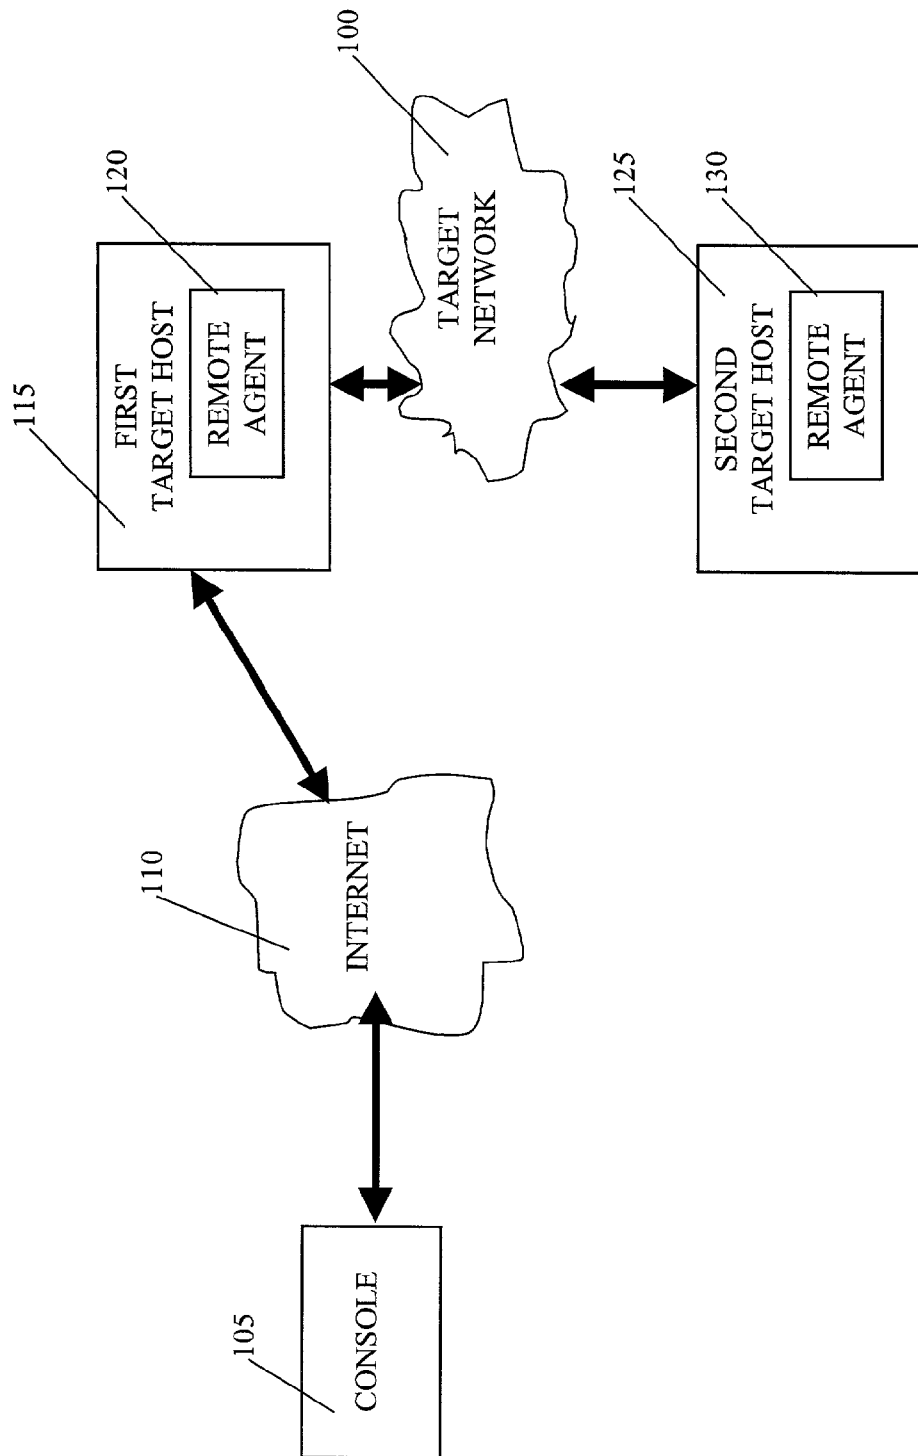 115
FIRST
TARGET HOST
120
REMOTE
AGENT
100
TARGET
NETWORK
110
INTERNET
105
CONSOLE
125
SECOND
TARGET HOST
130
REMOTE
AGENT